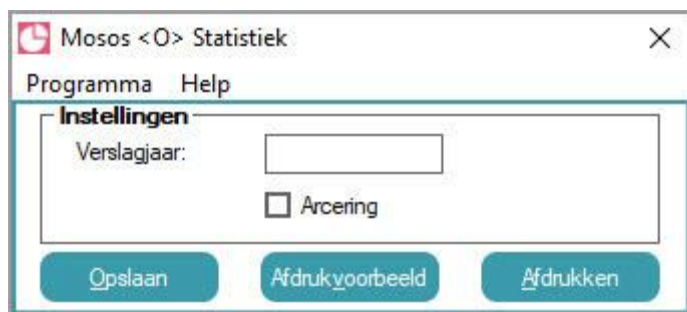 Mosos <O> Statistiek
Programma Help
Instellingen
Verslagjaar:
Arcering
Opslaan Afdrukvoorbeeld Afdrukken